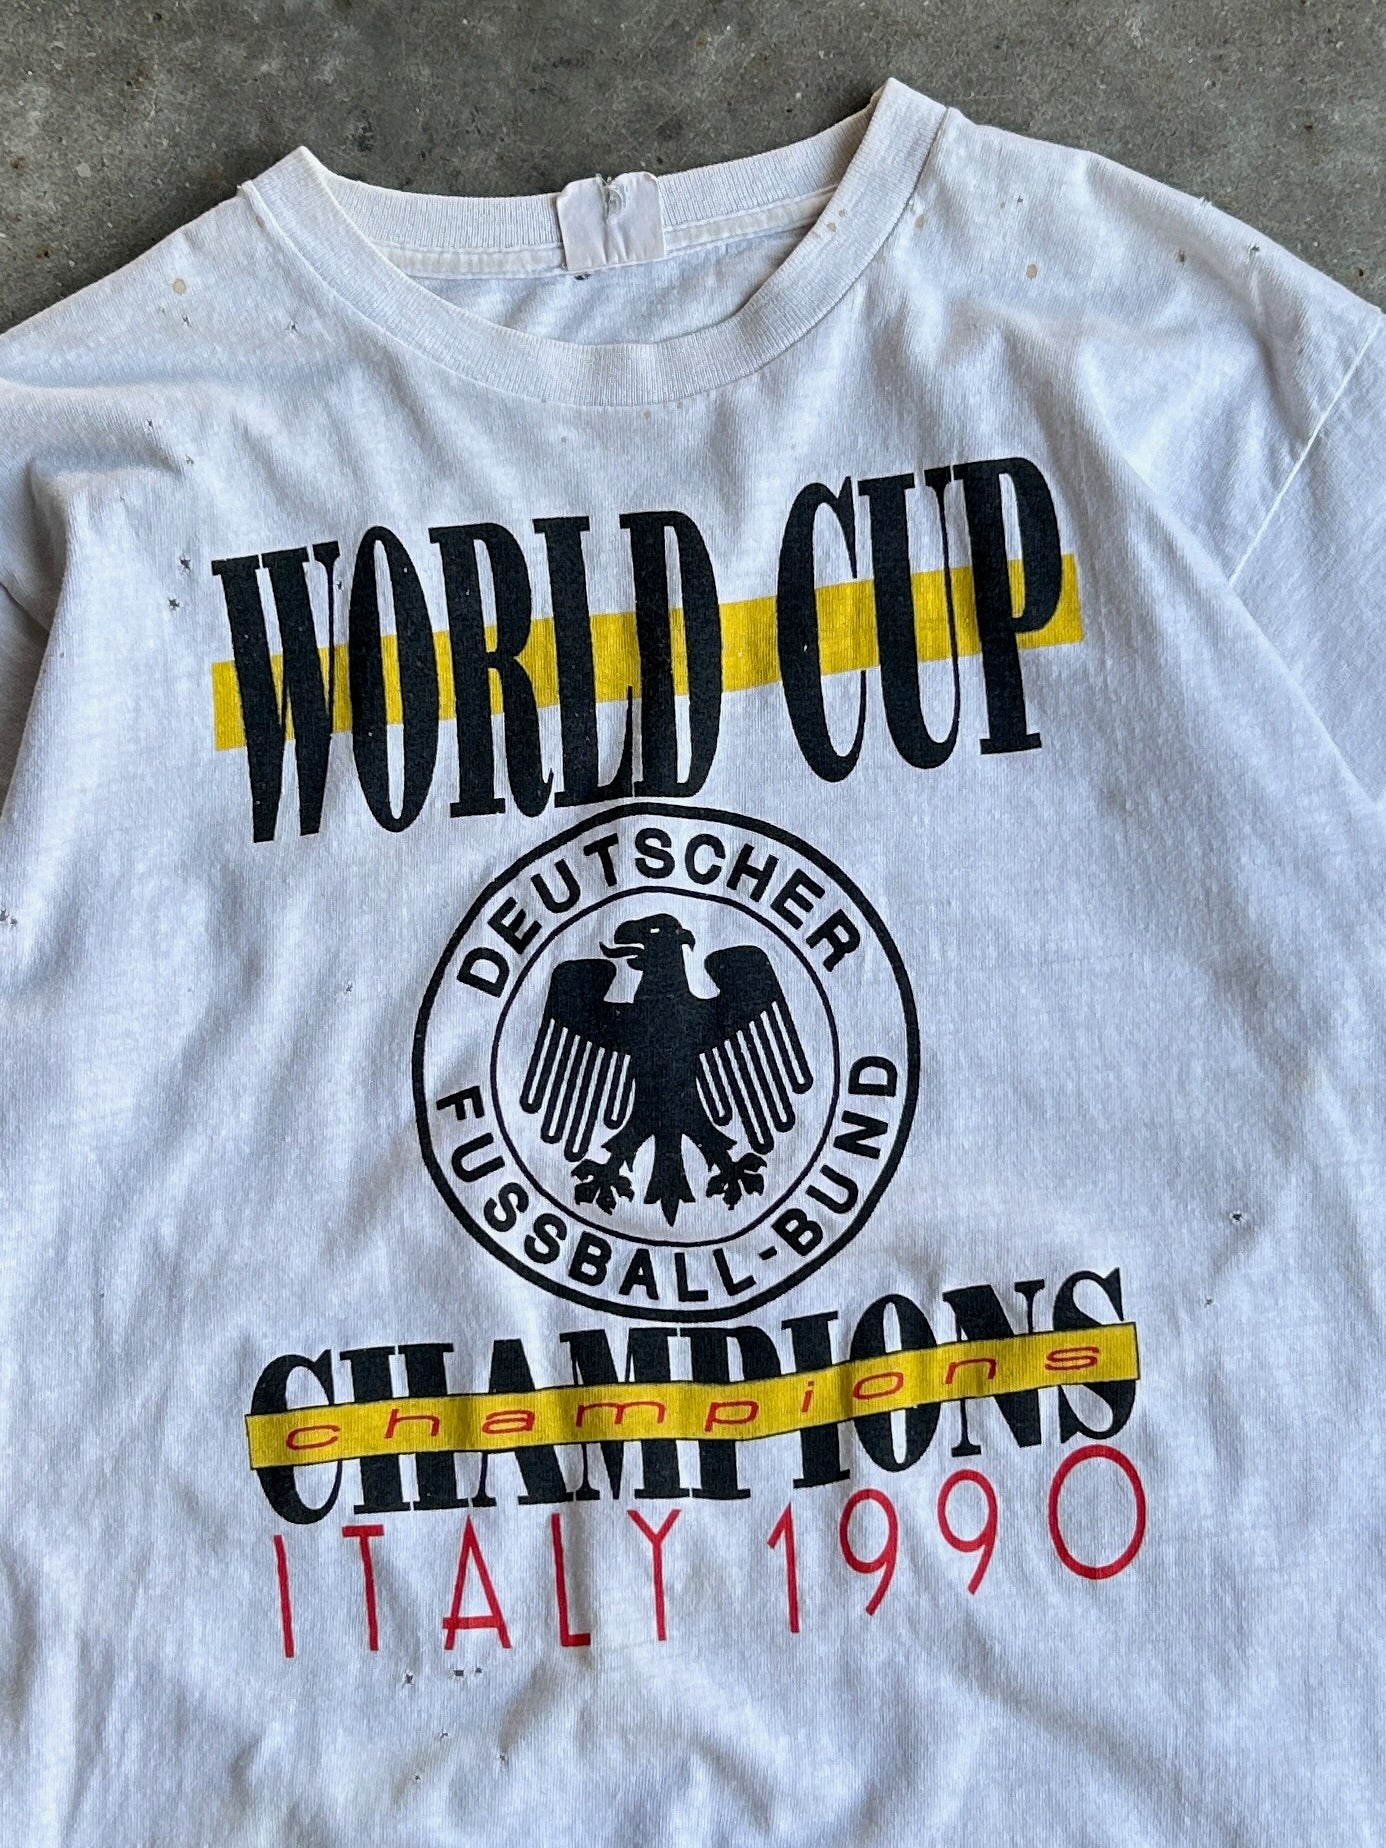 WORLD CUP
DEUTSCHER
FUSSBALL-BUND
CHAMPIONS
champions
ITALY 1990